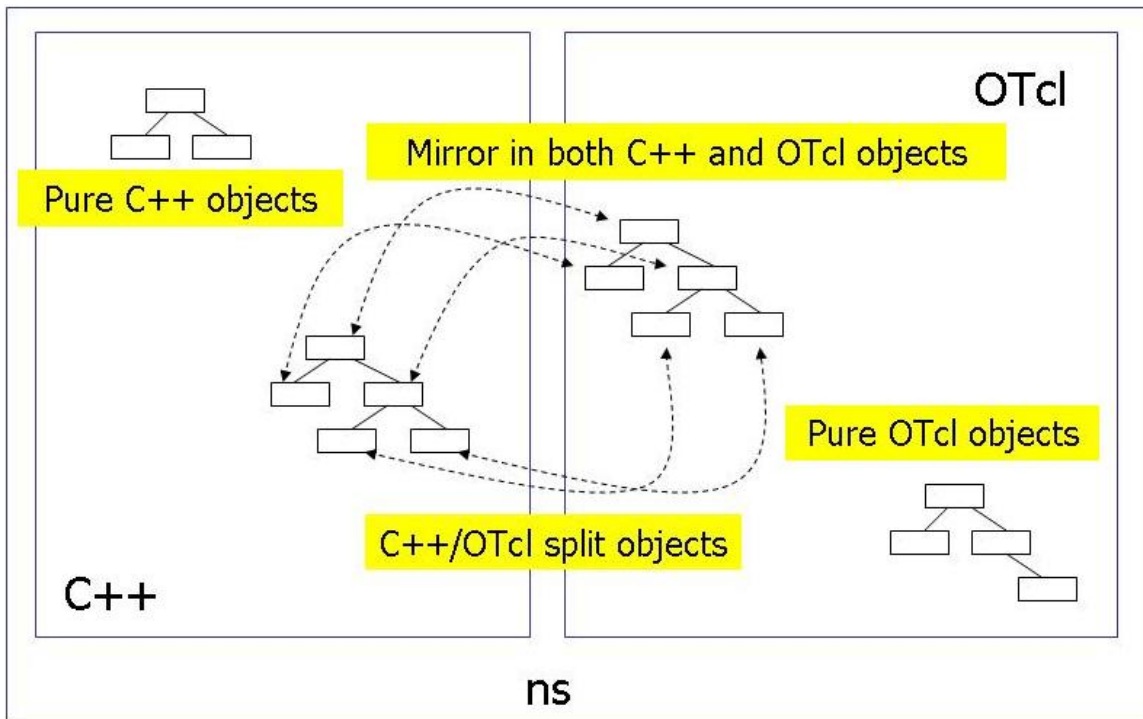 OTcl
Mirror in both C++ and OTcl objects
Pure C++ objects
Pure OTcl objects
C++/OTcl split objects
C++
ns